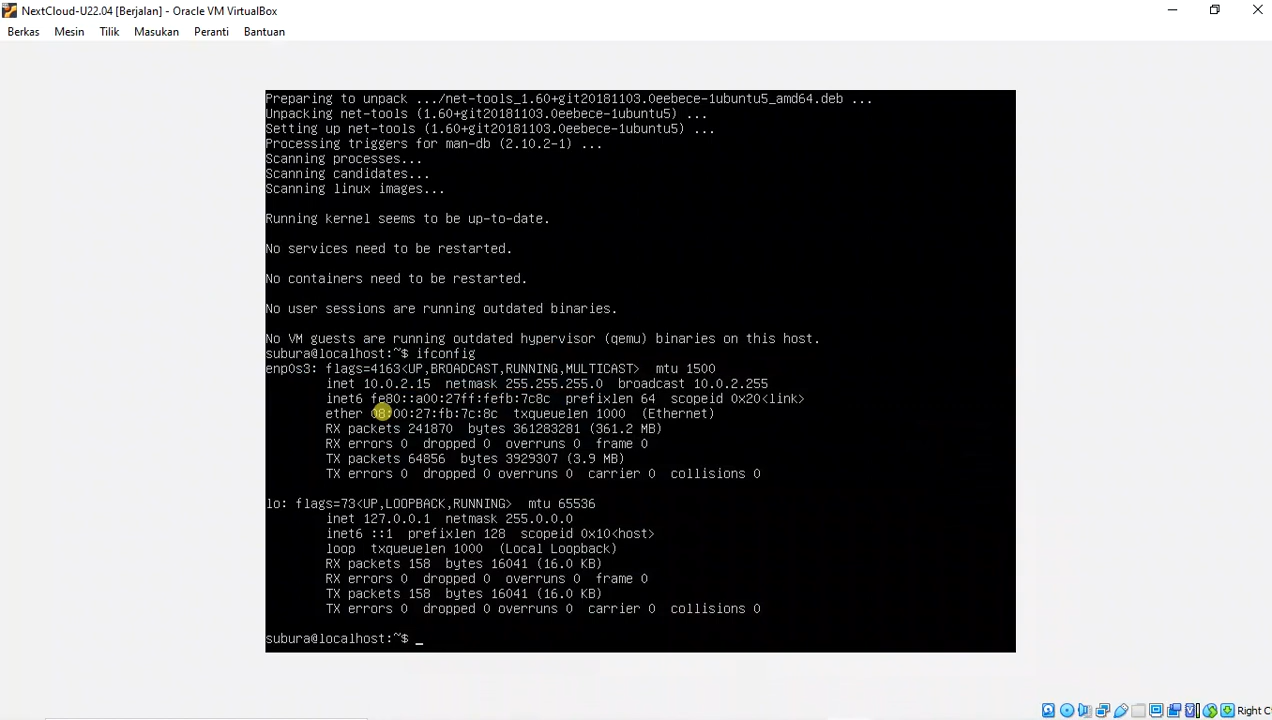 NextCloud-U22.04 [Berjalan] - Oracle VM VirtualBox
Berkas Mesin Tilik Masukan Peranti Bantuan
Preparing to unpack .../net-tools_1.60+git20181103.0eebece-1ubuntu5_amd64.deb ...
Unpacking net-tools (1.60+git20181103.0eebece-1ubuntu5) ...
Setting up net-tools (1.60+git20181103.0eebece-1ubuntu5) ...
Processing triggers for man-db (2.10.2-1) ...
Scanning processes...
Scanning candidates...
Scanning linux images...
Running kernel seems to be up-to-date.
No services need to be restarted.
No containers need to be restarted.
No user sessions are running outdated binaries.
No VM guests are running outdated hypervisor (qemu) binaries on this host.
subura@localhost:~$ ifconfig
enp0s3: flags=4163<UP,BROADCAST,RUNNING,MULTICAST>  mtu 1500
inet 10.0.2.15  netmask 255.255.255.0  broadcast 10.0.2.255
inet6 fe80::a00:27ff:fefb:7c8c  prefixlen 64  scopeid 0x20<link>
ether 08:00:27:fb:7c:8c  txqueuelen 1000  (Ethernet)
RX packets 241870  bytes 361283281 (361.2 MB)
RX errors 0  dropped 0  overruns 0  frame 0
TX packets 64856  bytes 3929307 (3.9 MB)
TX errors 0  dropped 0 overruns 0  carrier 0  collisions 0
lo: flags=73<UP,LOOPBACK,RUNNING>  mtu 65536
inet 127.0.0.1  netmask 255.0.0.0
inet6 ::1  prefixlen 128  scopeid 0x10<host>
loop  txqueuelen 1000  (Local Loopback)
RX packets 158  bytes 16041 (16.0 KB)
RX errors 0  dropped 0  overruns 0  frame 0
TX packets 158  bytes 16041 (16.0 KB)
TX errors 0  dropped 0 overruns 0  carrier 0  collisions 0
subura@localhost:~$ _
Right C